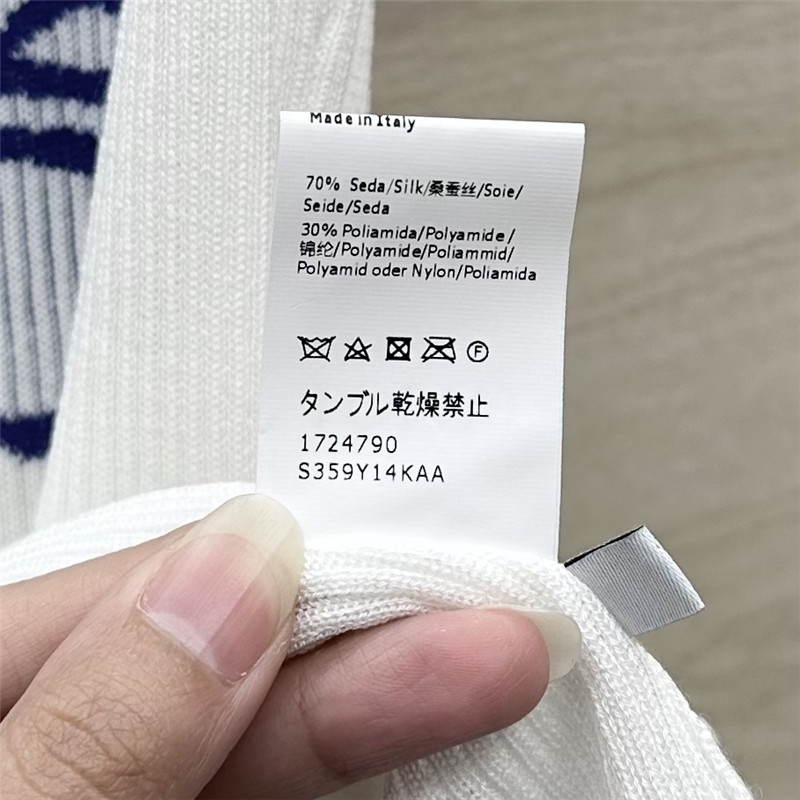 Made in Italy
70% Seda/Silk/桑蚕丝/Soie/
Seide/Seda
30% Poliamida/Polyamide/
锦纶/Polyamide/Poliammid/
Polyamid oder Nylon/Poliamida
F
タンブル乾燥禁止
1724790
S359Y14KAA